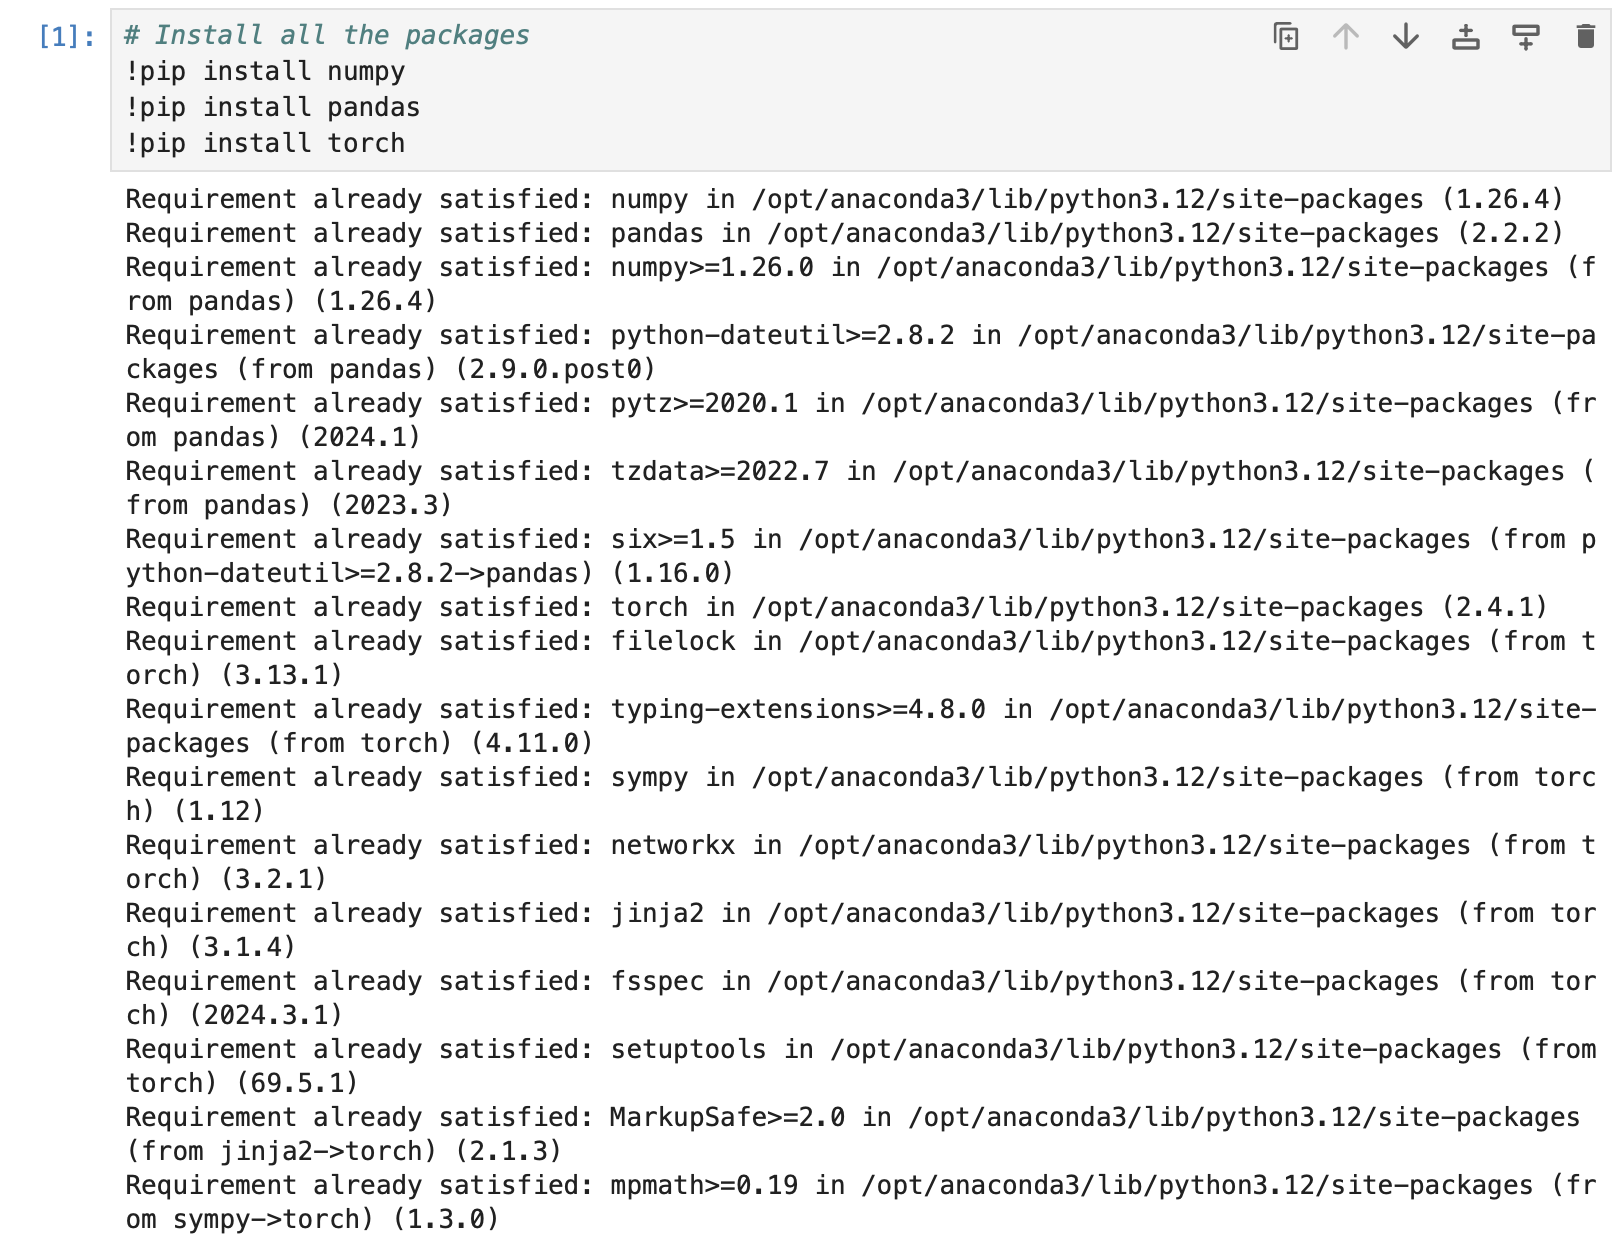 [1]:
# Install all the packages
!pip install numpy
!pip install pandas
!pip install torch
Requirement already satisfied: numpy in /opt/anaconda3/lib/python3.12/site-packages (1.26.4)
Requirement already satisfied: pandas in /opt/anaconda3/lib/python3.12/site-packages (2.2.2)
Requirement already satisfied: numpy>=1.26.0 in /opt/anaconda3/lib/python3.12/site-packages (f
rom pandas) (1.26.4)
Requirement already satisfied: python-dateutil>=2.8.2 in /opt/anaconda3/lib/python3.12/site-pa
ckages (from pandas) (2.9.0.post0)
Requirement already satisfied: pytz>=2020.1 in /opt/anaconda3/lib/python3.12/site-packages (fr
om pandas) (2024.1)
Requirement already satisfied: tzdata>=2022.7 in /opt/anaconda3/lib/python3.12/site-packages (
from pandas) (2023.3)
Requirement already satisfied: six>=1.5 in /opt/anaconda3/lib/python3.12/site-packages (from p
ython-dateutil>=2.8.2->pandas) (1.16.0)
Requirement already satisfied: torch in /opt/anaconda3/lib/python3.12/site-packages (2.4.1)
Requirement already satisfied: filelock in /opt/anaconda3/lib/python3.12/site-packages (from t
orch) (3.13.1)
Requirement already satisfied: typing-extensions>=4.8.0 in /opt/anaconda3/lib/python3.12/site-
packages (from torch) (4.11.0)
Requirement already satisfied: sympy in /opt/anaconda3/lib/python3.12/site-packages (from torc
h) (1.12)
Requirement already satisfied: networkx in /opt/anaconda3/lib/python3.12/site-packages (from t
orch) (3.2.1)
Requirement already satisfied: jinja2 in /opt/anaconda3/lib/python3.12/site-packages (from tor
ch) (3.1.4)
Requirement already satisfied: fsspec in /opt/anaconda3/lib/python3.12/site-packages (from tor
ch) (2024.3.1)
Requirement already satisfied: setuptools in /opt/anaconda3/lib/python3.12/site-packages (from
torch) (69.5.1)
Requirement already satisfied: MarkupSafe>=2.0 in /opt/anaconda3/lib/python3.12/site-packages
(from jinja2->torch) (2.1.3)
Requirement already satisfied: mpmath>=0.19 in /opt/anaconda3/lib/python3.12/site-packages (fr
om sympy->torch) (1.3.0)